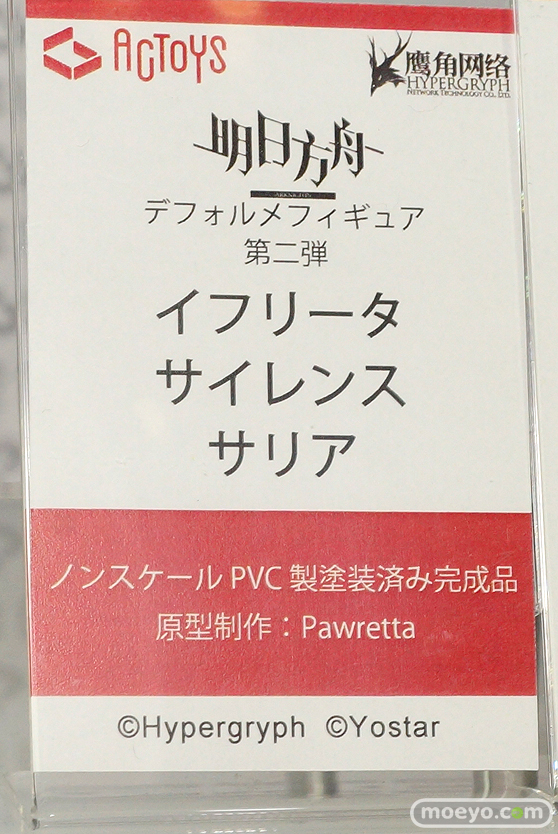 ACTOYS
鷹角网络
HYPERGRYPH
NETWORK TECHNOLOGY CO., LTD.
明日方舟
ARKNIGHTS
デフォルメフィギュア
第二弾
イフリータ
サイレンス
サリア
ノンスケール PVC 製塗装済み完成品
原型制作：Pawretta
©Hypergryph ©Yostar
moeyo.com